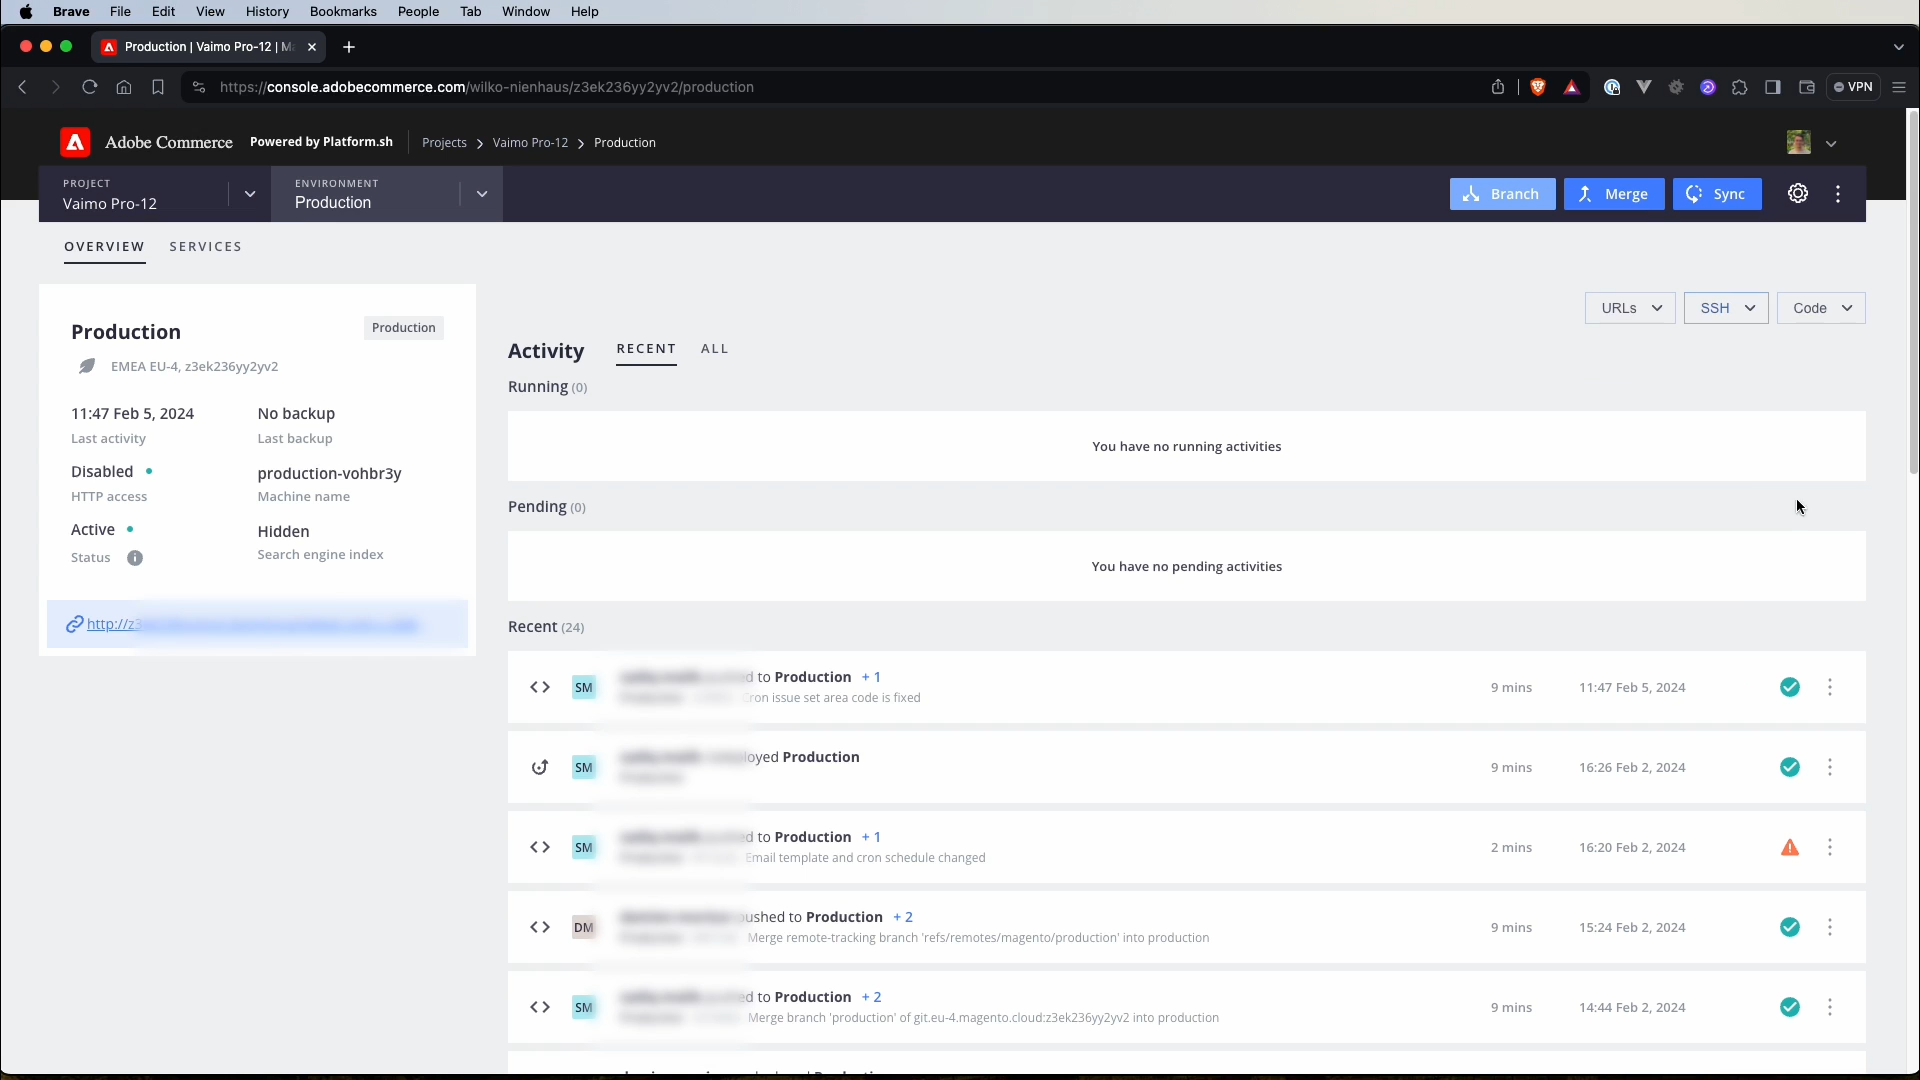 Brave File Edit View History Bookmarks People Tab Window Help
Production | Vaimo Pro-12 | M
https://console.adobecommerce.com/wilko-nienhaus/z3ek236yy2yv2/production
VPN
Adobe Commerce Powered by Platform.sh Projects > Vaimo Pro-12 > Production
PROJECT
Vaimo Pro-12
ENVIRONMENT
Production
Branch Merge Sync
OVERVIEW SERVICES
URLs SSH Code
Production Production
EMEA EU-4, z3ek236yy2yv2
11:47 Feb 5, 2024 No backup
Last activity Last backup
Disabled production-vohbr3y
HTTP access Machine name
Active Hidden
Status Search engine index
http://z3
Activity RECENT ALL
Running (0)
You have no running activities
Pending (0)
You have no pending activities
Recent (24)
SM to Production + 1 9 mins 11:47 Feb 5, 2024
Cron issue set area code is fixed
SM Production 9 mins 16:26 Feb 2, 2024
SM to Production + 1 2 mins 16:20 Feb 2, 2024
Email template and cron schedule changed
DM pushed to Production + 2 9 mins 15:24 Feb 2, 2024
Merge remote-tracking branch 'refs/remotes/magento/production' into production
SM to Production + 2 9 mins 14:44 Feb 2, 2024
Merge branch 'production' of git.eu-4.magento.cloud:z3ek236yy2yv2 into production